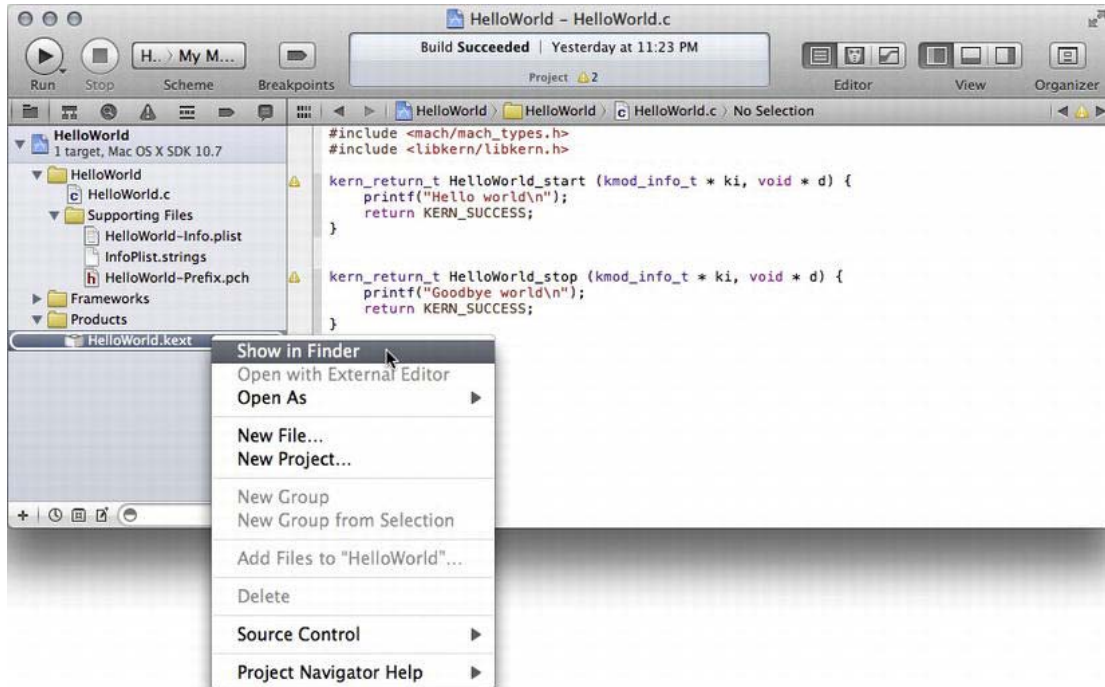 HelloWorld – HelloWorld.c
H.. › My M...
Build Succeeded | Yesterday at 11:23 PM
Project 2
Run Stop Scheme Breakpoints Editor View Organizer
HelloWorld › HelloWorld › HelloWorld.c › No Selection
HelloWorld
1 target, Mac OS X SDK 10.7
HelloWorld
HelloWorld.c
Supporting Files
HelloWorld-Info.plist
InfoPlist.strings
HelloWorld-Prefix.pch
Frameworks
Products
HelloWorld.kext
#include <mach/mach_types.h>
#include <libkern/libkern.h>
kern_return_t HelloWorld_start (kmod_info_t * ki, void * d) {
printf("Hello world\n");
return KERN_SUCCESS;
}
kern_return_t HelloWorld_stop (kmod_info_t * ki, void * d) {
printf("Goodbye world\n");
return KERN_SUCCESS;
}
Show in Finder
Open with External Editor
Open As
New File...
New Project...
New Group
New Group from Selection
Add Files to "HelloWorld"...
Delete
Source Control
Project Navigator Help